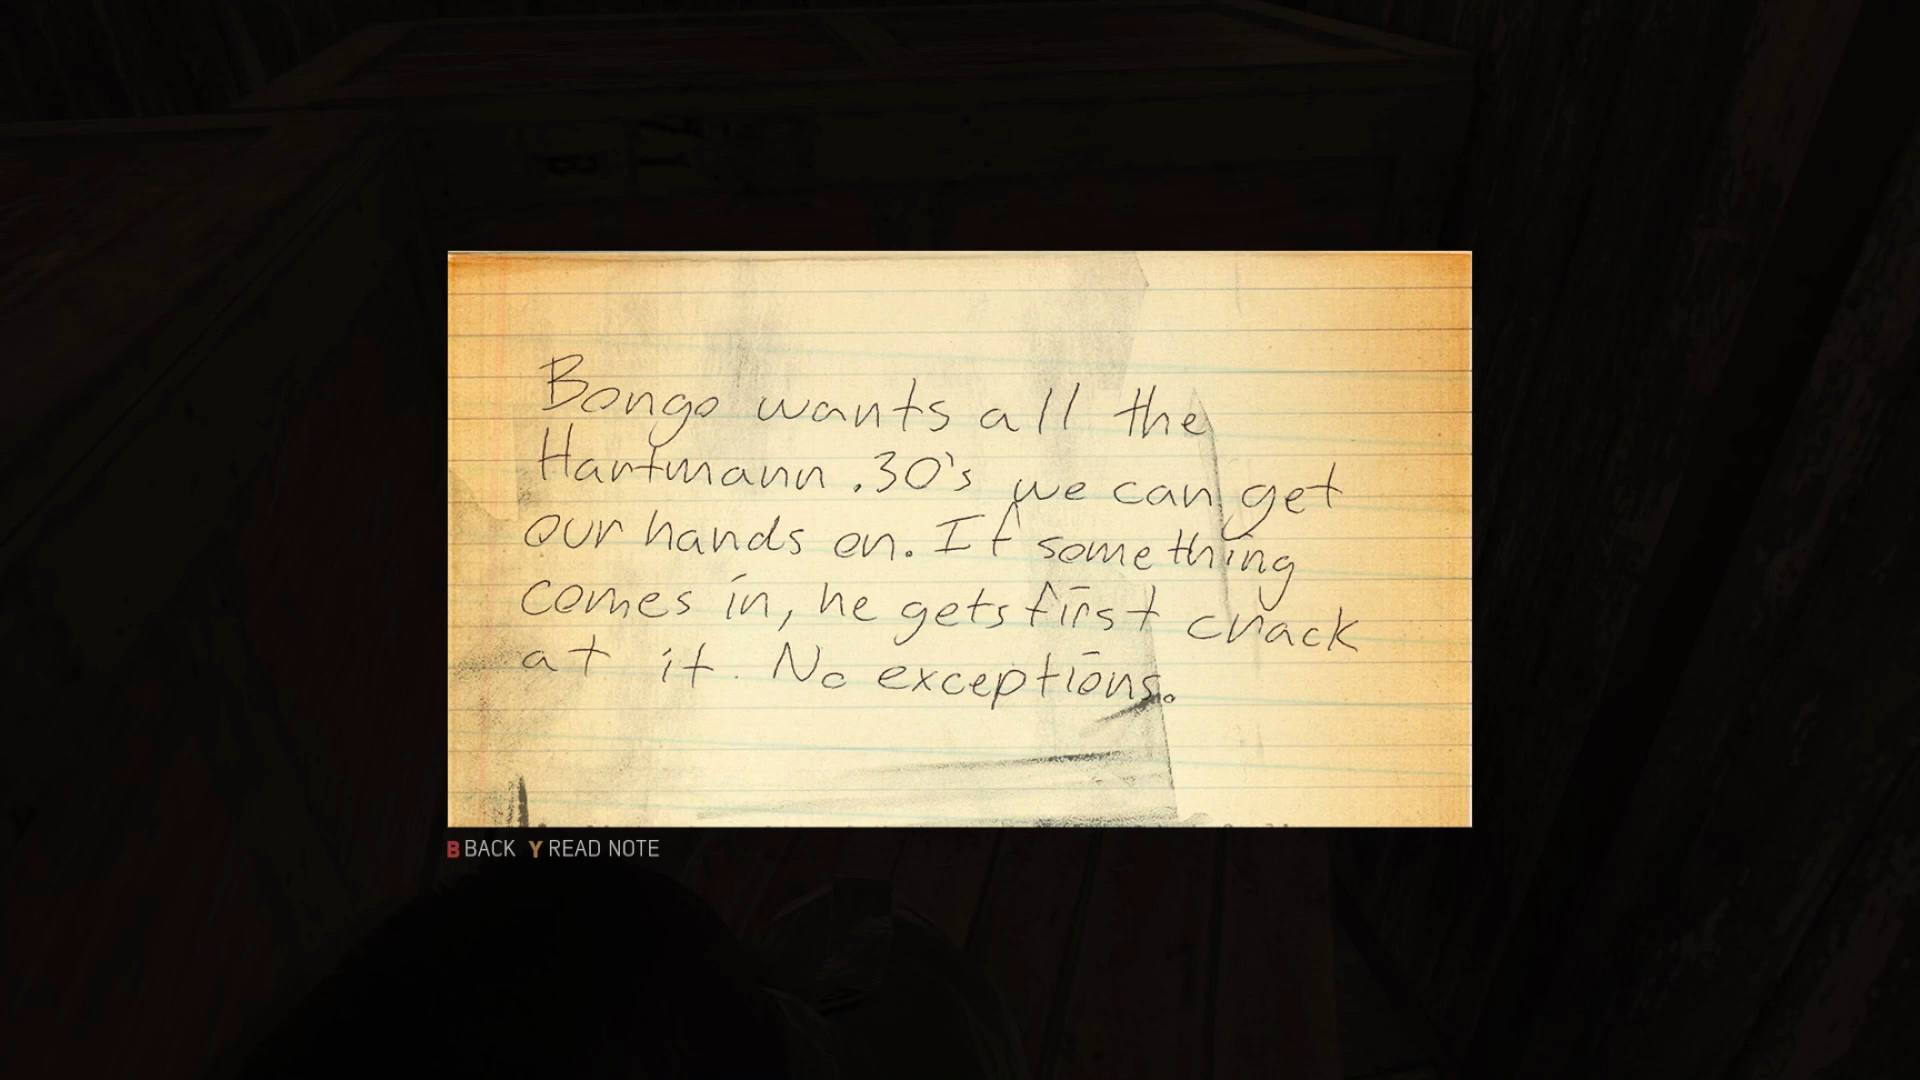 Bongo wants all the
Hartmann .30's we can get
our hands on. If something
comes in, he gets first crack
at it. No exceptions.
B BACK Y READ NOTE